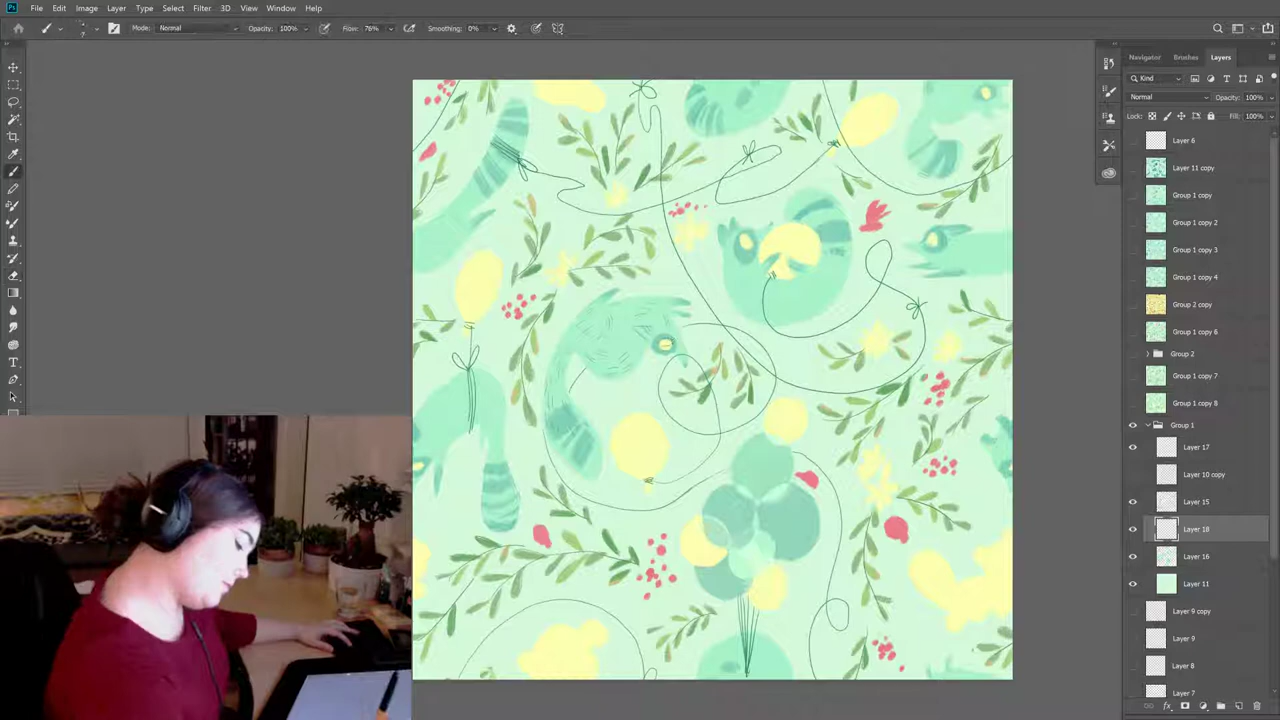 Ps File Edit Image Layer Type Select Filter 3D View Window Help
Mode: Normal Opacity: 100% Flow: 76% Smoothing: 0%
Navigator Brushes Layers
Kind
Normal Opacity: 100%
Lock: Fill: 100%
Layer 6
Layer 11 copy
Group 1 copy
Group 1 copy 2
Group 1 copy 3
Group 1 copy 4
Group 2 copy
Group 1 copy 6
Group 2
Group 1 copy 7
Group 1 copy 8
Group 1
Layer 17
Layer 10 copy
Layer 15
Layer 18
Layer 16
Layer 11
Layer 9 copy
Layer 9
Layer 8
Layer 7